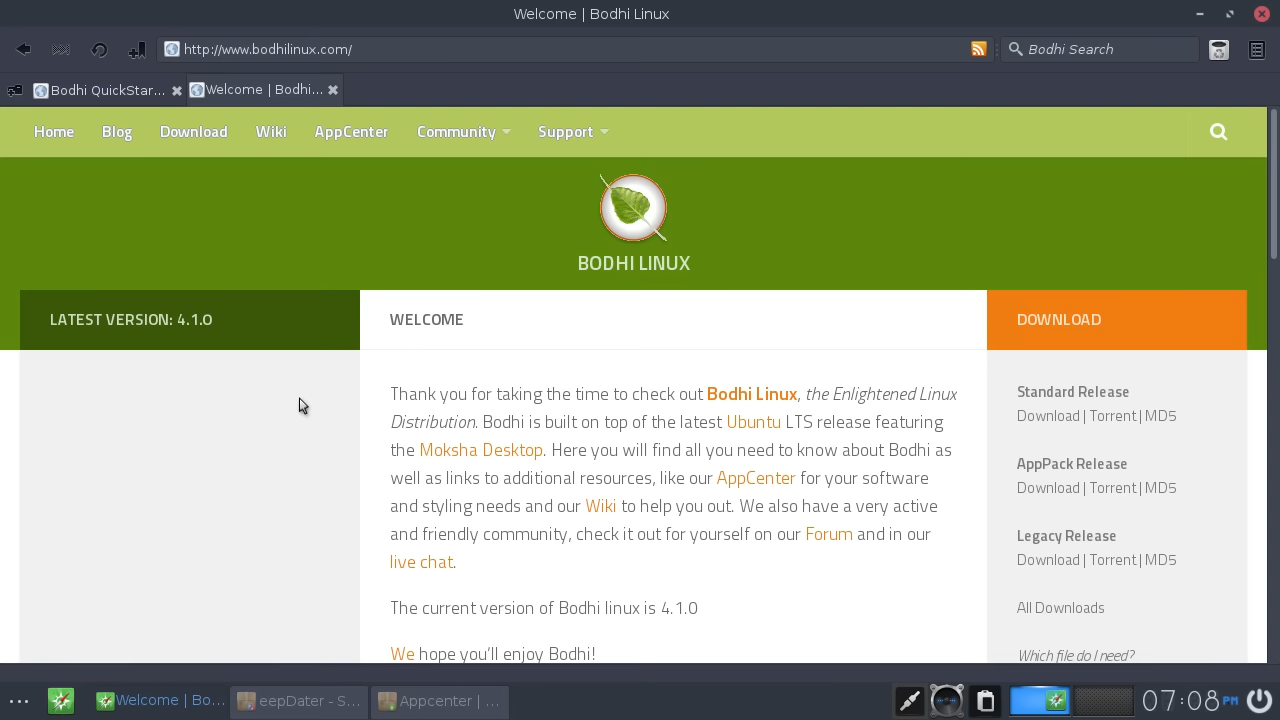 Welcome | Bodhi Linux
http://www.bodhilinux.com/
Bodhi Search
Bodhi QuickStar...
Welcome | Bodhi...
Home
Blog
Download
Wiki
AppCenter
Community
Support
BODHI LINUX
LATEST VERSION: 4.1.0
WELCOME
Thank you for taking the time to check out Bodhi Linux, the Enlightened Linux
Distribution. Bodhi is built on top of the latest Ubuntu LTS release featuring
the Moksha Desktop. Here you will find all you need to know about Bodhi as
well as links to additional resources, like our AppCenter for your software
and styling needs and our Wiki to help you out. We also have a very active
and friendly community, check it out for yourself on our Forum and in our
live chat.
The current version of Bodhi linux is 4.1.0
We hope you'll enjoy Bodhi!
DOWNLOAD
Standard Release
Download | Torrent | MD5
AppPack Release
Download | Torrent | MD5
Legacy Release
Download | Torrent | MD5
All Downloads
Which file do I need?
Welcome | Bo...
eepDater - S...
Appcenter | ...
07:08 PM